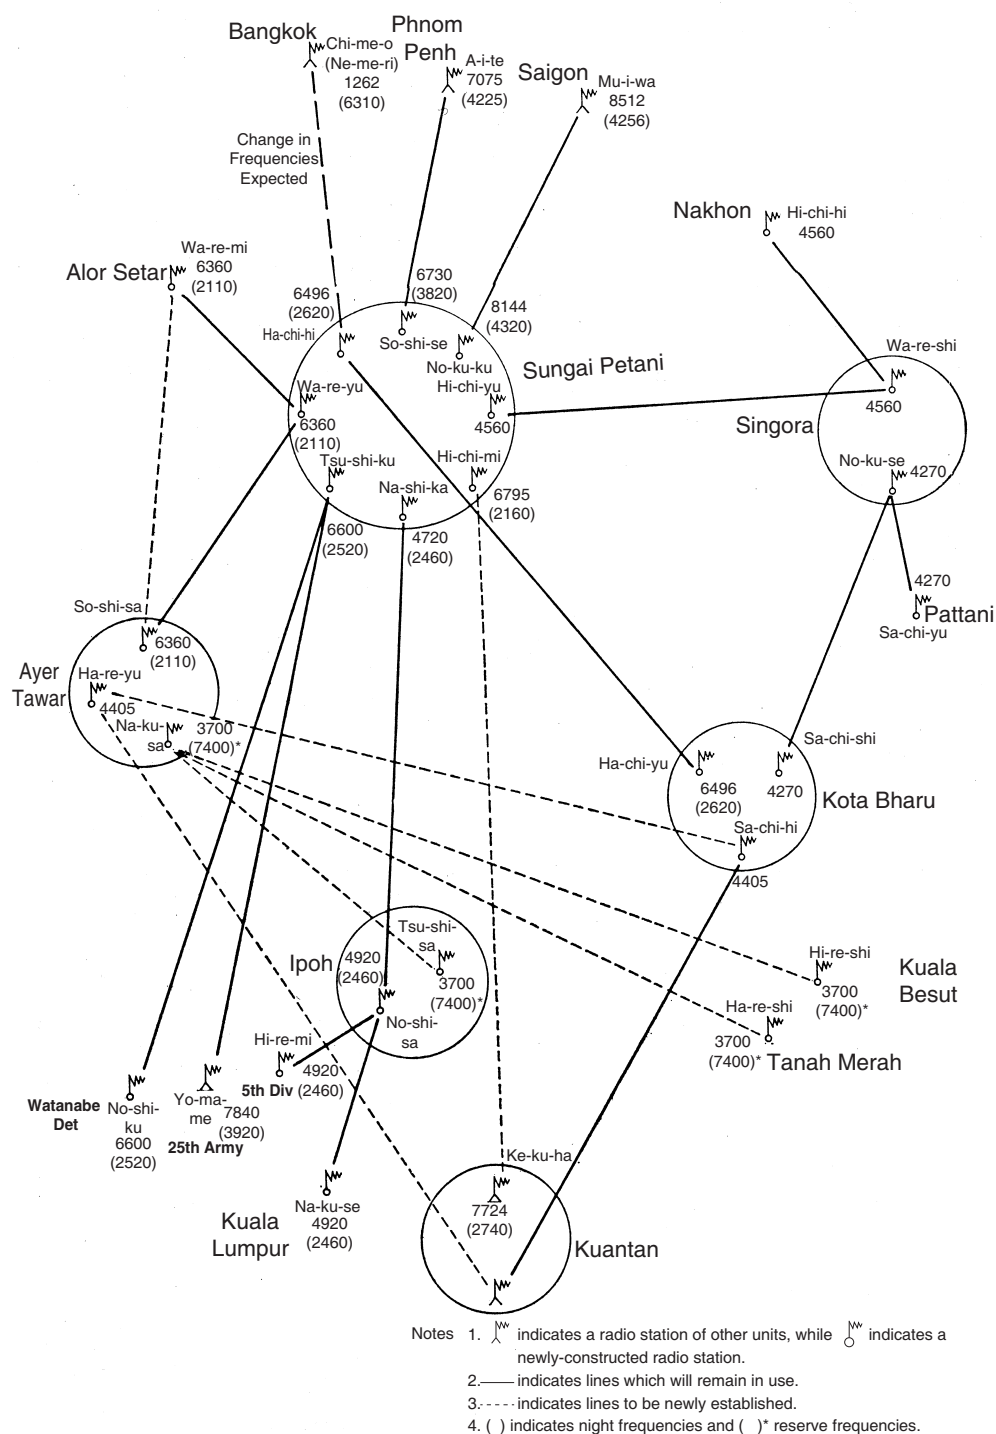 Bangkok
Chi-me-o
(Ne-me-ri)
1262
(6310)
Phnom
Penh
A-i-te
7075
(4225)
Saigon
Mu-i-wa
8512
(4256)
Change in
Frequencies
Expected
Nakhon
Hi-chi-hi
4560
Alor Setar
Wa-re-mi
6360
(2110)
6496
(2620)
Ha-chi-hi
6730
(3820)
So-shi-se
8144
(4320)
No-ku-ku
Hi-chi-yu
4560
Sungai Petani
Wa-re-yu
6360
(2110)
Tsu-shi-ku
6600
(2520)
Na-shi-ka
4720
(2460)
Hi-chi-mi
6795
(2160)
Wa-re-shi
4560
Singora
No-ku-se
4270
4270
Pattani
Sa-chi-yu
So-shi-sa
6360
(2110)
Ayer
Tawar
Ha-re-yu
4405
Na-ku-
sa
3700
(7400)*
Sa-chi-shi
4270
Ha-chi-yu
6496
(2620)
Kota Bharu
Sa-chi-hi
4405
Ipoh
Tsu-shi-
sa
3700
(7400)*
4920
(2460)
No-shi-
sa
Hi-re-shi
3700
(7400)*
Kuala
Besut
Ha-re-shi
3700
(7400)*
Tanah Merah
Hi-re-mi
4920
5th Div (2460)
Watanabe
Det
No-shi-
ku
6600
(2520)
Yo-ma-
me
7840
(3920)
25th Army
Kuala
Lumpur
Na-ku-se
4920
(2460)
Ke-ku-ha
7724
(2740)
Kuantan
Notes 1. indicates a radio station of other units, while indicates a
newly-constructed radio station.
2. indicates lines which will remain in use.
3. indicates lines to be newly established.
4. ( ) indicates night frequencies and ( )* reserve frequencies.